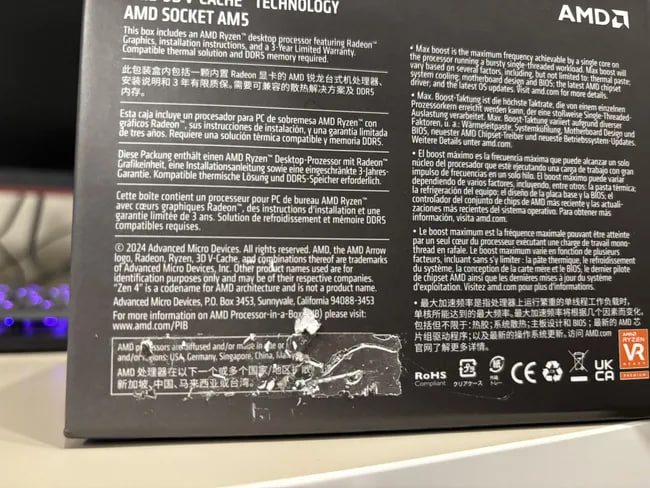 3D V-CACHE™ TECHNOLOGY
AMD SOCKET AM5
This box includes an AMD Ryzen™ desktop processor featuring Radeon™
Graphics, installation instructions, and a 3-Year Limited Warranty.
Compatible thermal solution and DDR5 memory required.
此包装盒内包括一颗内置 Radeon 显卡的 AMD 锐龙台式机处理器、
安装说明和 3 年有限质保。需要可兼容的散热解决方案及 DDR5
内存。
Esta caja incluye un procesador para PC de sobremesa AMD Ryzen™ con
gráficos Radeon™, sus instrucciones de instalación, y una garantía limitada
de tres años. Requiere una solución térmica compatible y memoria DDR5.
Diese Packung enthält einen AMD Ryzen™ Desktop-Prozessor mit Radeon™
Grafikeinheit, eine Installationsanleitung sowie eine eingeschränkte 3-Jahres-
Garantie. Kompatible thermische Lösung und DDR5-Speicher erforderlich.
Cette boîte contient un processeur pour PC de bureau AMD Ryzen™
avec cœurs graphiques Radeon™, des instructions d'installation et une
garantie limitée de 3 ans. Solution de refroidissement et mémoire DDR5
compatibles requises.
© 2024 Advanced Micro Devices. All rights reserved. AMD, the AMD Arrow
logo, Radeon, Ryzen, 3D V-Cache, and combinations thereof are trademarks
of Advanced Micro Devices, Inc. Other product names used are for
identification purposes only and may be of their respective companies.
"Zen 4" is a codename for AMD architecture and is not a product name.
Advanced Micro Devices, P.O. Box 3453, Sunnyvale, California 94088-3453
For more information on AMD Processor-in-a-Box please visit:
www.amd.com/PIB
AMD processors are diffused and/or made in the or
and/or regions: USA, Germany, Singapore, China,
AMD 处理器在以下一个或多个国家/地区扩
新加坡、中国、马来西亚或台湾。
AMD
• Max boost is the maximum frequency achievable by a single core on
the processor running a bursty single-threaded workload. Max boost will
vary based on several factors, including, but not limited to: thermal paste;
system cooling; motherboard design and BIOS; the latest AMD chipset
driver; and the latest OS updates. Visit amd.com for more details.
• Max. Boost-Taktung ist die höchste Taktrate, die von einem einzelnen
Prozessorkern erreicht werden kann, der eine stoßweise Single-Thread-
Auslastung verarbeitet. Max. Boost-Taktung variiert aufgrund diverser
Faktoren, u. a.: Wärmeleitpaste, Systemkühlung, Motherboard Design und
BIOS, neuester AMD Chipset-Treiber und neueste Betriebssystem-Updates.
Weitere Details unter amd.com.
• El boost máximo es la frecuencia máxima que puede alcanzar un solo
núcleo del procesador que esté ejecutando una carga de trabajo con gran
impulso de frecuencias en un solo hilo. El boost máximo puede variar
dependiendo de varios factores, incluyendo, entre otros: la pasta térmica;
la refrigeración del equipo; el diseño de la placa base y la BIOS; el
controlador del conjunto de chips de AMD más reciente y las actuali-
zaciones más recientes del sistema operativo. Para obtener más
información, visita amd.com.
• Le boost maximum est la fréquence maximale pouvant être atteinte
par un seul cœur du processeur exécutant une charge de travail mono-
thread en rafale. Le boost maximum varie en fonction de plusieurs
facteurs, incluant sans s'y limiter : la pâte thermique, le refroidissement
du système, la conception de la carte mère et le BIOS, le dernier pilote
de chipset AMD ainsi que les dernières mises à jour du système
d'exploitation. Visitez amd.com pour plus d'informations.
• 最大加速频率是指处理器上运行繁重的单线程工作负载时,
单核所能达到的最大频率。最大加速频率将根据几个因素而变化,
包括但不限于:热胶;系统散热;主板设计和 BIOS;最新的 AMD 芯
片组驱动程序;以及最新的操作系统更新。访问 AMD.com
官网了解更多详情。
RoHS
Compliant
クリアケース
外装
トレー
CE
UK
CA
AMD
RYZEN
VR
READY
PREMIUM